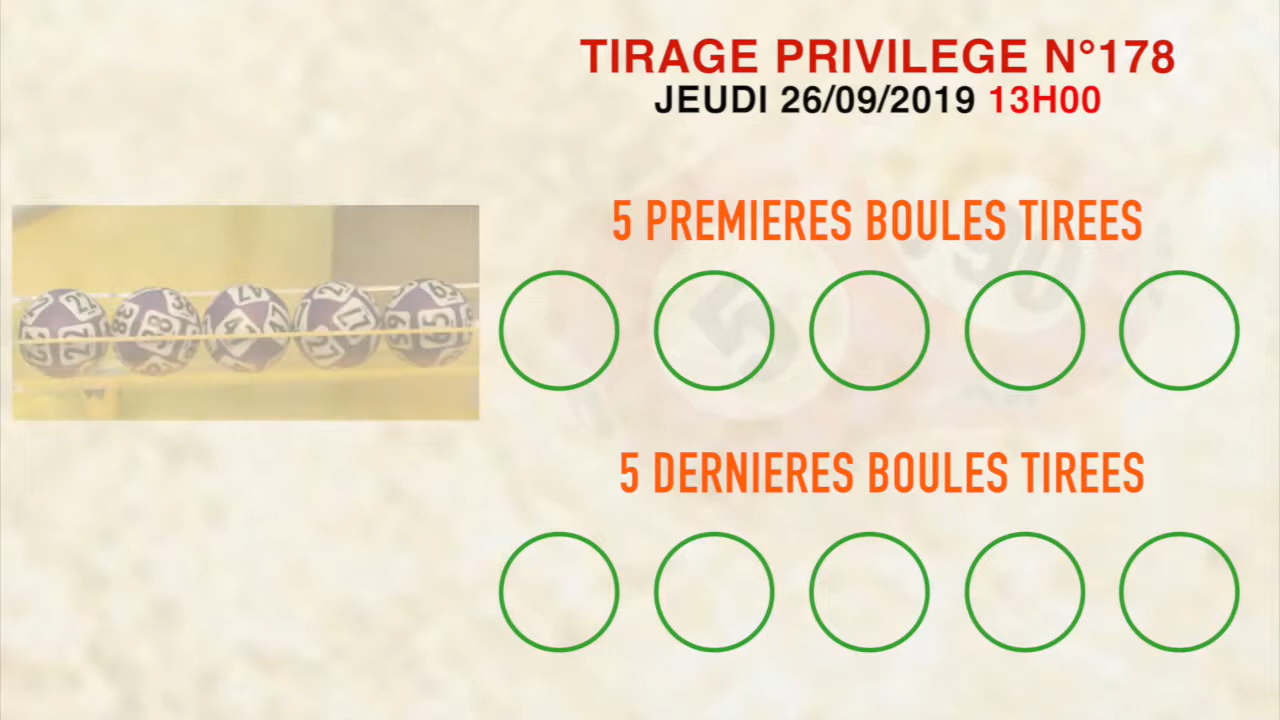 TIRAGE PRIVILEGE N°178
JEUDI 26/09/2019 13H00
5 PREMIERES BOULES TIREES
5 DERNIERES BOULES TIREES